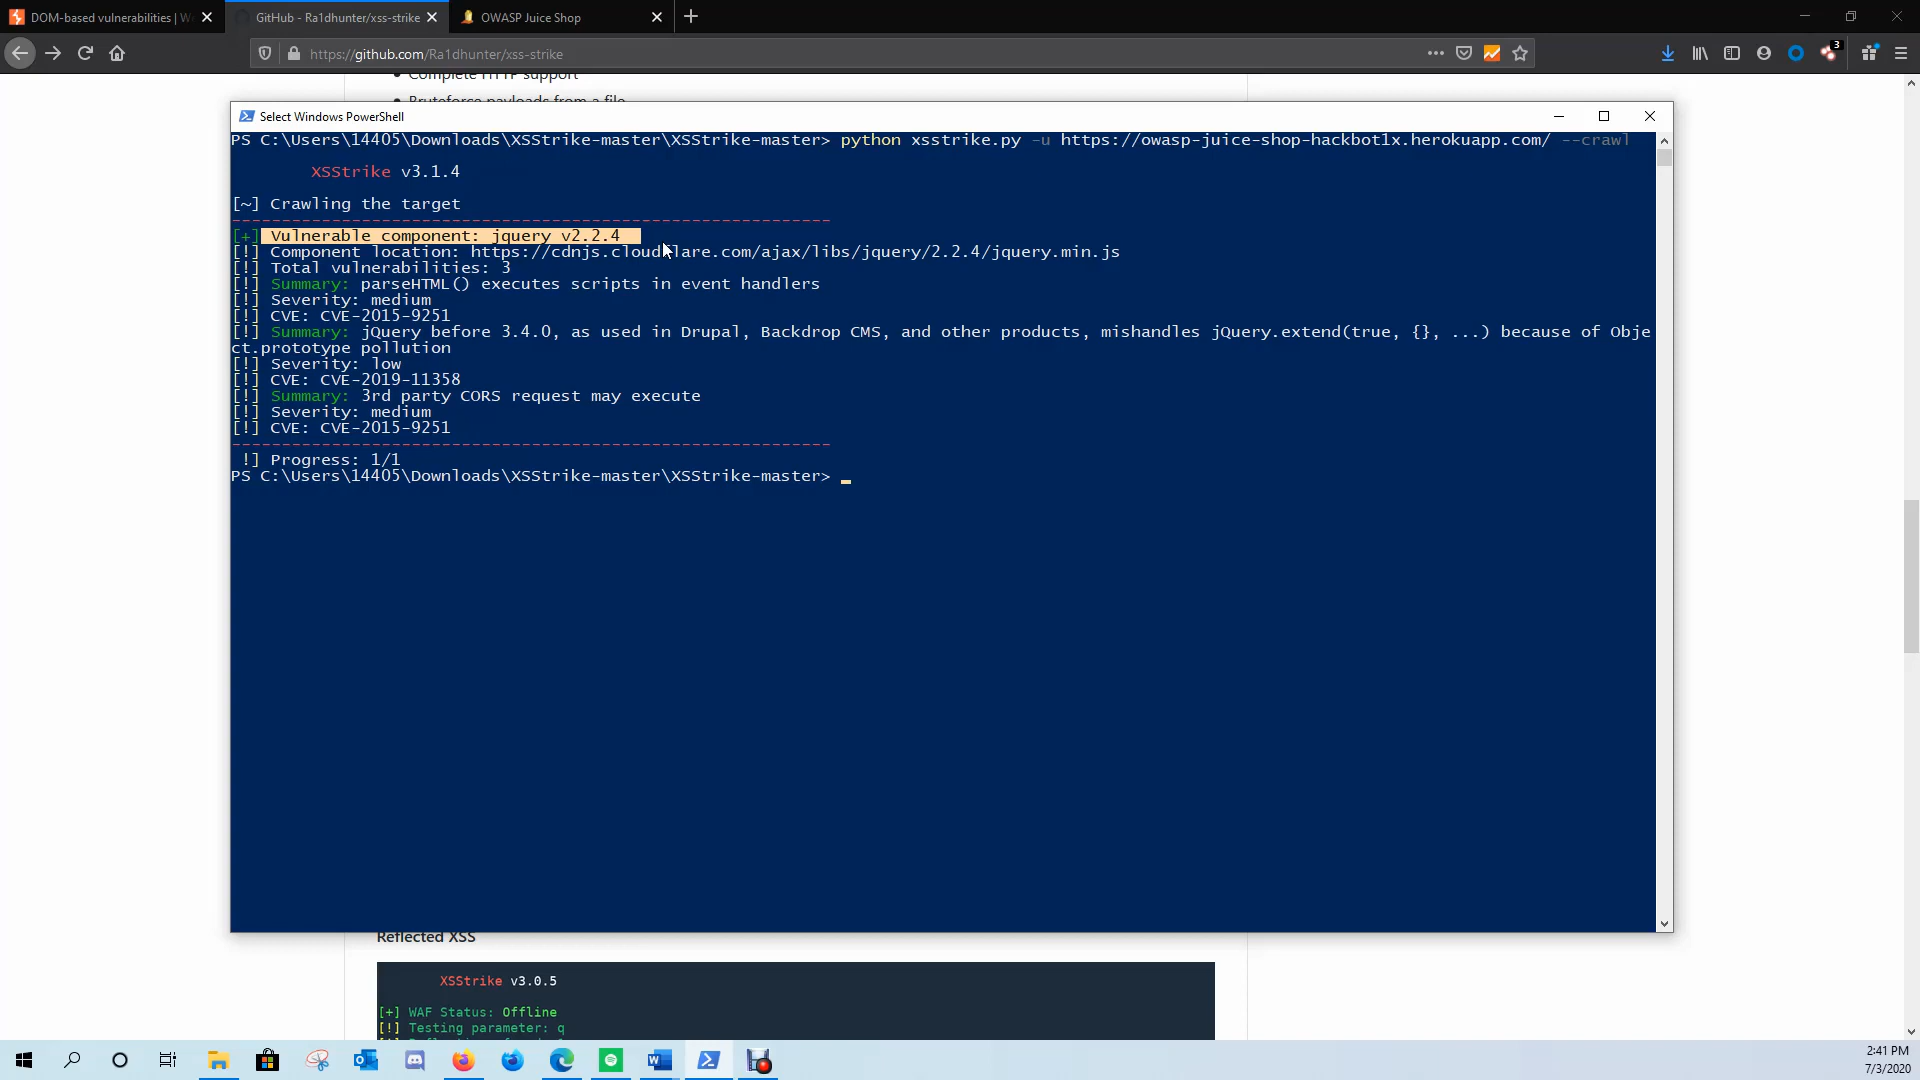 DOM-based vulnerabilities | W
GitHub - Ra1dhunter/xss-strike
OWASP Juice Shop
https://github.com/Ra1dhunter/xss-strike
3
Complete HTTP support
Bruteforce payloads from a file
Select Windows PowerShell
PS C:\Users\14405\Downloads\XSStrike-master\XSStrike-master> python xsstrike.py -u https://owasp-juice-shop-hackbot1x.herokuapp.com/ --crawl
XSStrike v3.1.4
[~] Crawling the target
------------------------------------------------------------
[+] Vulnerable component: jquery v2.2.4
[!] Component location: https://cdnjs.cloudflare.com/ajax/libs/jquery/2.2.4/jquery.min.js
[!] Total vulnerabilities: 3
[!] Summary: parseHTML() executes scripts in event handlers
[!] Severity: medium
[!] CVE: CVE-2015-9251
[!] Summary: jQuery before 3.4.0, as used in Drupal, Backdrop CMS, and other products, mishandles jQuery.extend(true, {}, ...) because of Obje
ct.prototype pollution
[!] Severity: low
[!] CVE: CVE-2019-11358
[!] Summary: 3rd party CORS request may execute
[!] Severity: medium
[!] CVE: CVE-2015-9251
------------------------------------------------------------
!] Progress: 1/1
PS C:\Users\14405\Downloads\XSStrike-master\XSStrike-master> _
Reflected XSS
XSStrike v3.0.5
[+] WAF Status: Offline
[!] Testing parameter: q
2:41 PM
7/3/2020